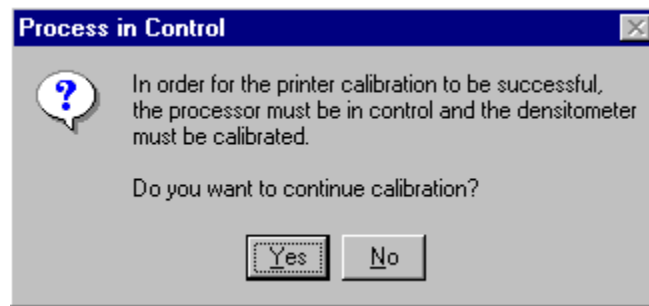 Process in Control
In order for the printer calibration to be successful,
the processor must be in control and the densitometer
must be calibrated.
Do you want to continue calibration?
Yes
No